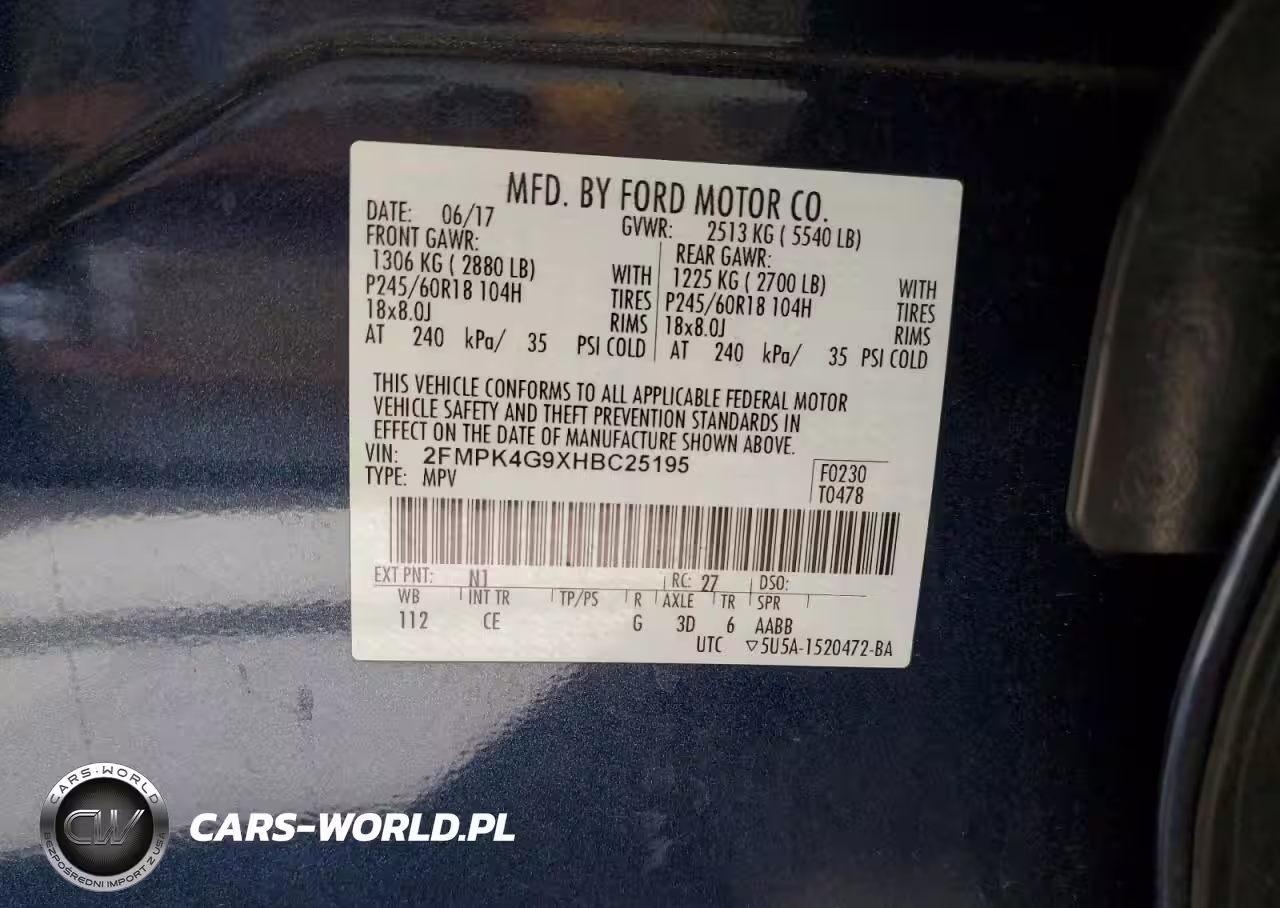 MFD. BY FORD MOTOR CO.
DATE: 06/17 GVWR: 2513 KG ( 5540 LB)
FRONT GAWR: REAR GAWR:
1306 KG ( 2880 LB) WITH 1225 KG ( 2700 LB) WITH
P245/60R18 104H TIRES P245/60R18 104H TIRES
18x8.0J RIMS 18x8.0J RIMS
AT 240 kPa/ 35 PSI COLD AT 240 kPa/ 35 PSI COLD
THIS VEHICLE CONFORMS TO ALL APPLICABLE FEDERAL MOTOR
VEHICLE SAFETY AND THEFT PREVENTION STANDARDS IN
EFFECT ON THE DATE OF MANUFACTURE SHOWN ABOVE.
VIN: 2FMPK4G9XHBC25195
TYPE: MPV
F0230
T0478
EXT PNT: N1 RC: 27 DSO:
WB INT TR TP/PS R AXLE TR SPR
112 CE G 3D 6 AABB
UTC ▽5U5A-1520472-BA
CARS-WORLD
CW
BEZPOŚREDNI IMPORT Z USA
CARS-WORLD.PL